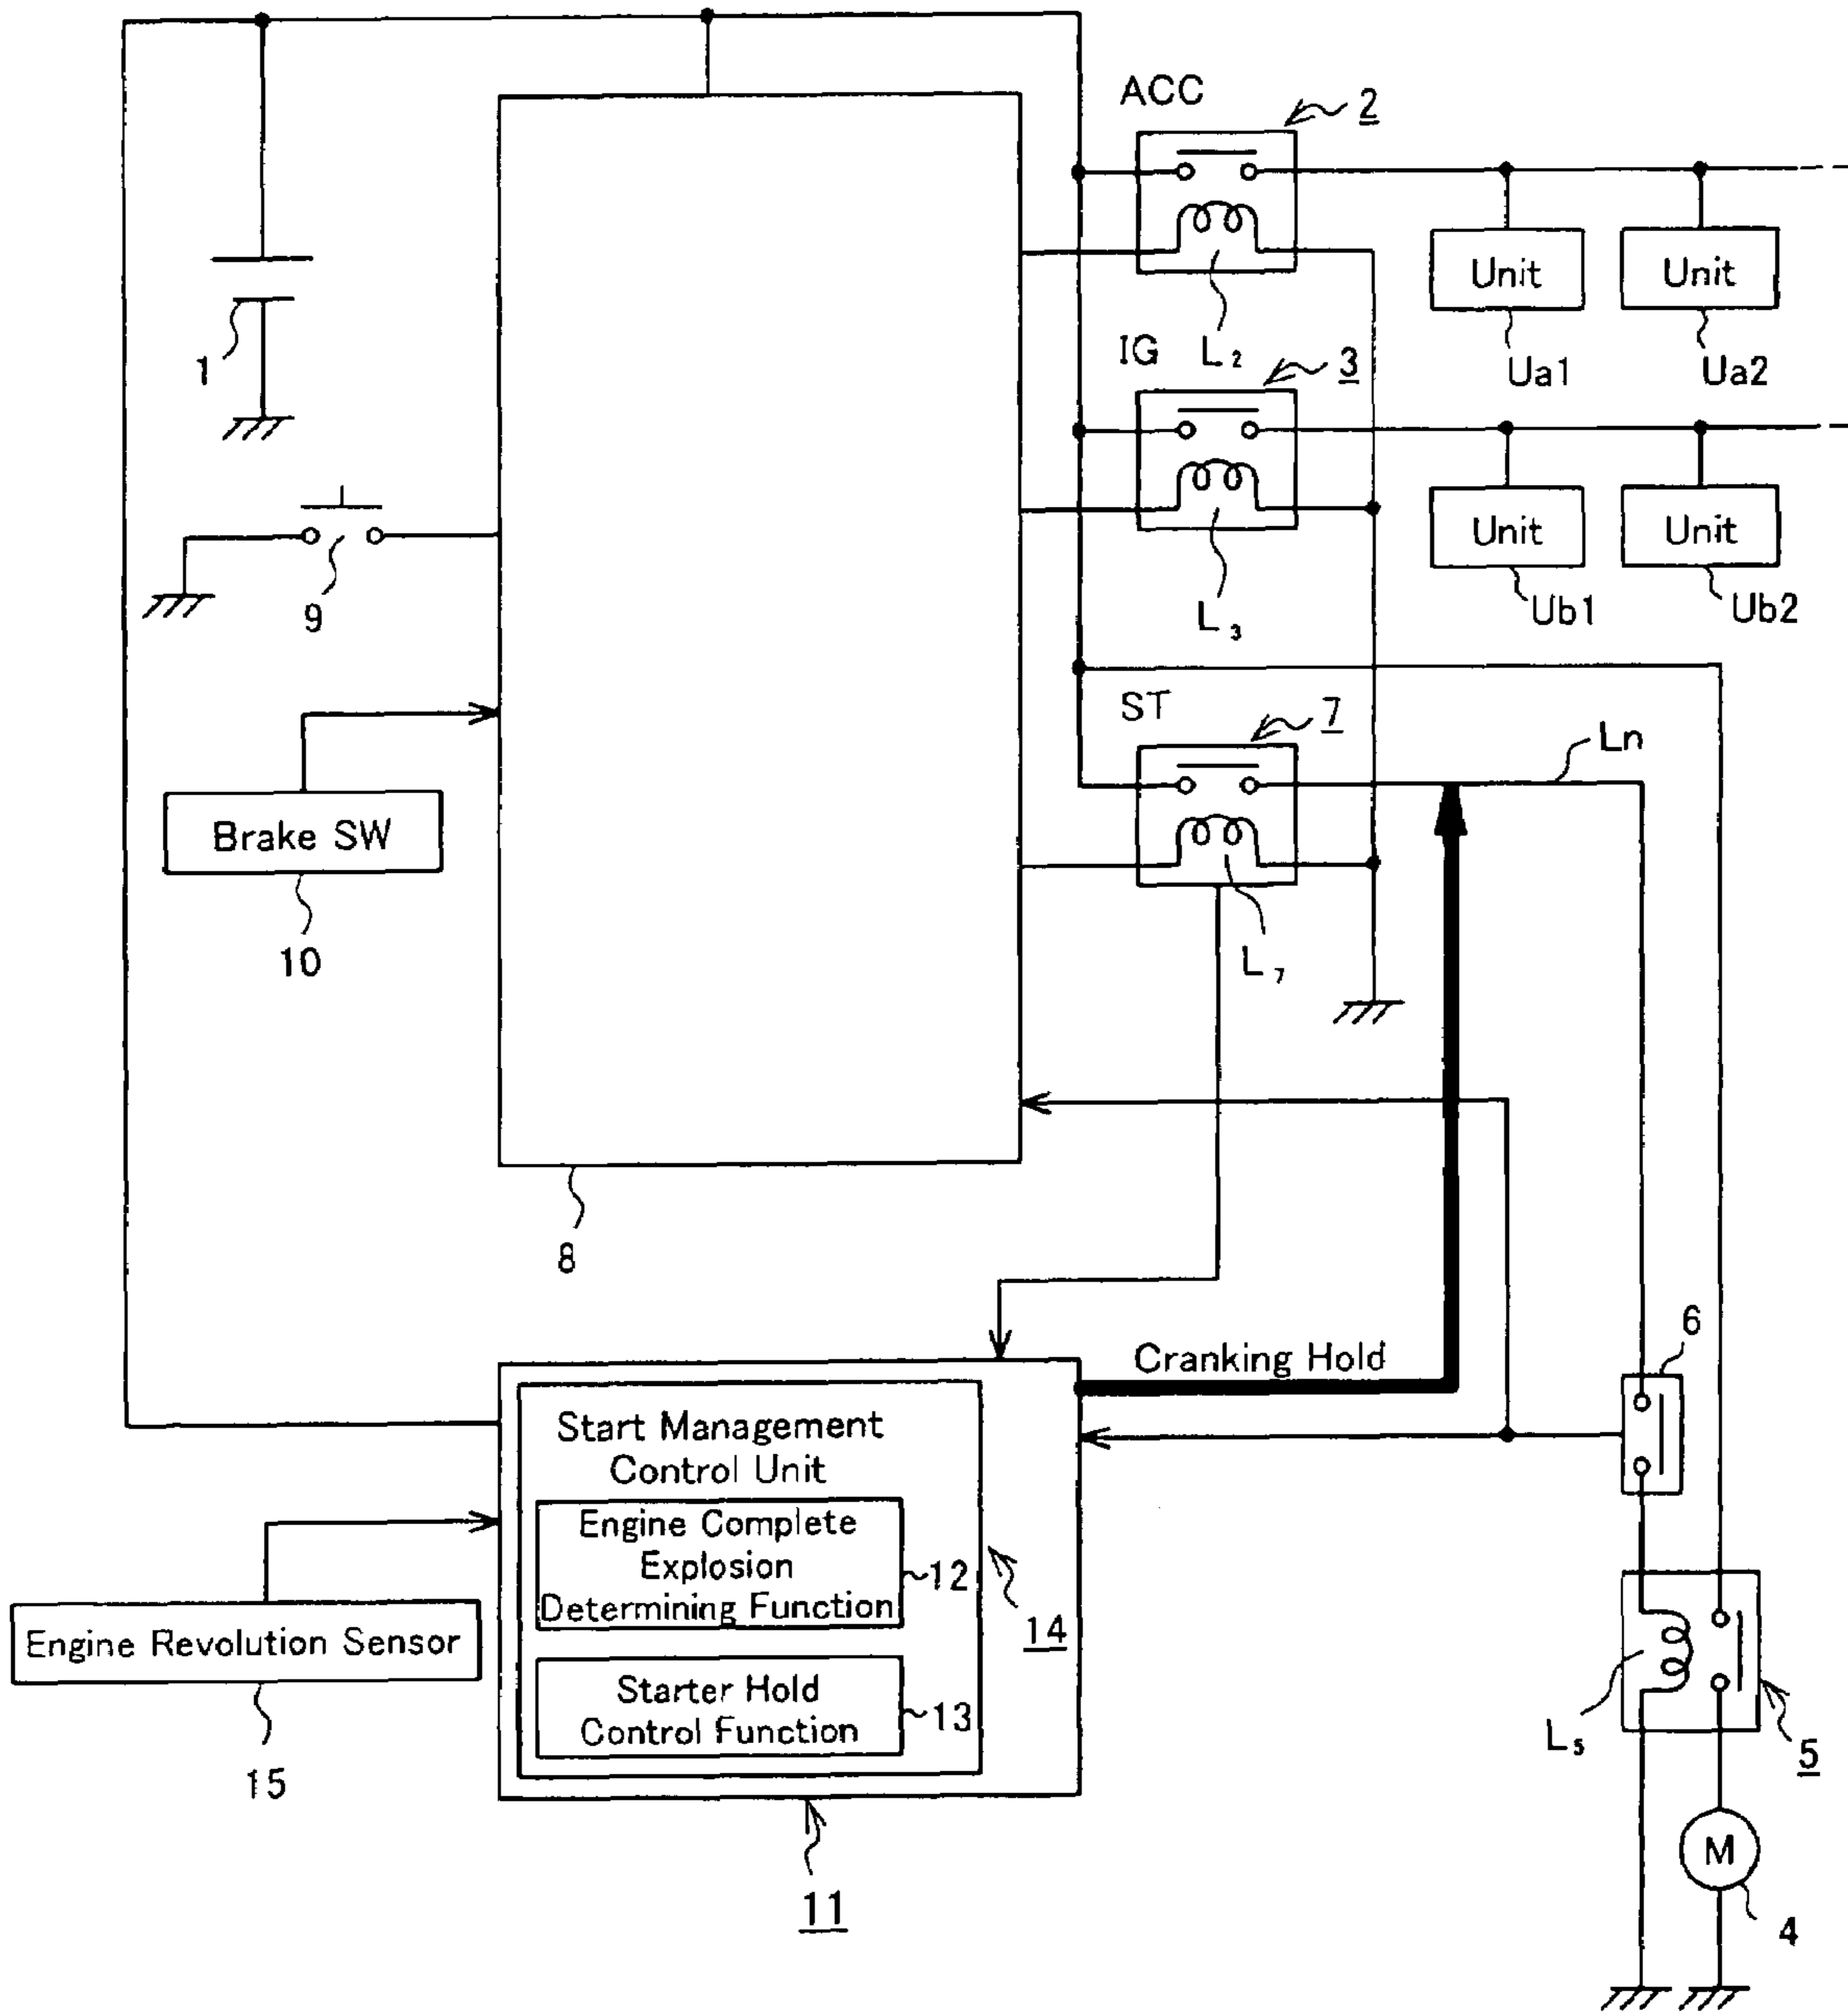 ACC
2
1
Unit
Unit
Ua1
Ua2
IG
L2
3
9
Unit
Unit
L3
Ub1
Ub2
ST
7
Ln
Brake SW
10
L7
8
Cranking Hold
6
Start Management
Control Unit
Engine Complete
Explosion
Determining Function
12
14
Engine Revolution Sensor
15
Starter Hold
Control Function
13
L5
5
M
4
11